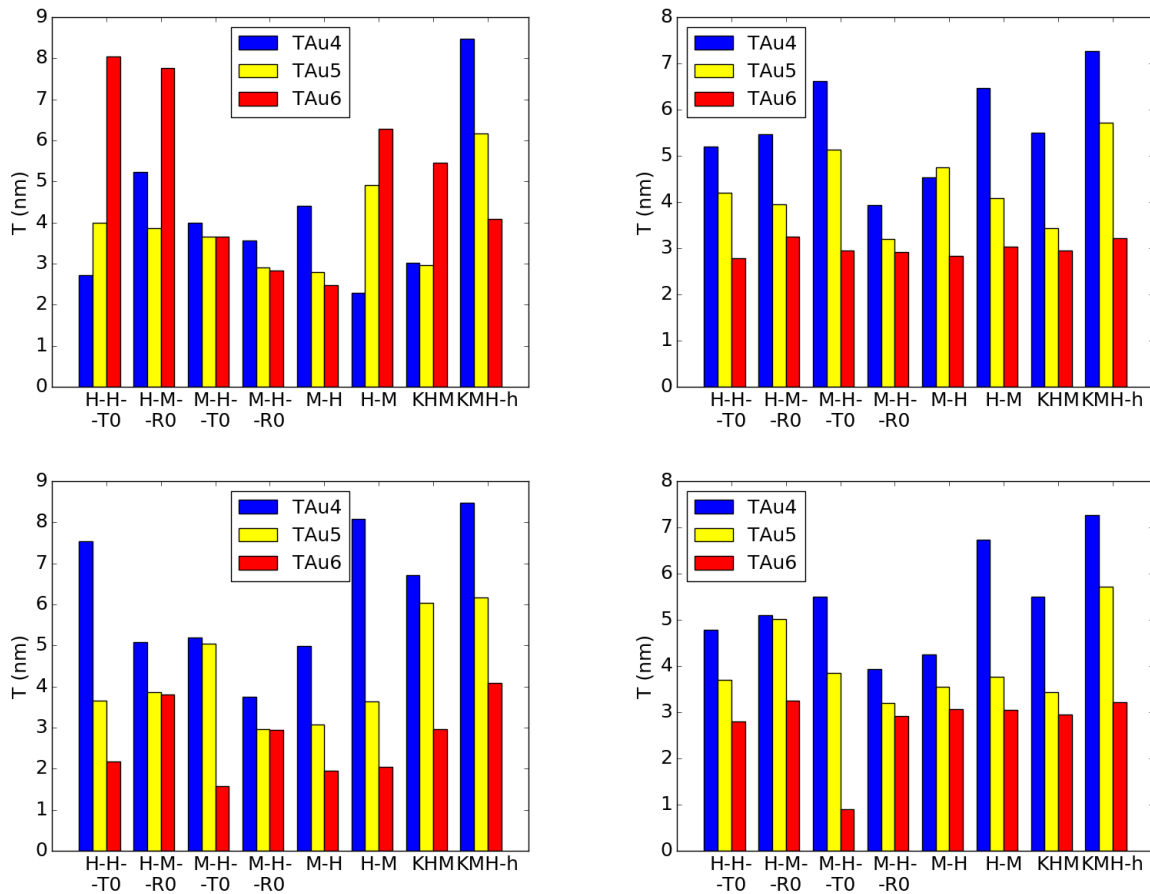 9
8
7
6
5
4
3
2
1
0
T (nm)
TAu4
TAu5
TAu6
H-H- H-M- M-H- M-H- M-H H-M KHM KMH-h
-T0 -R0 -T0 -R0
8
7
6
5
4
3
2
1
0
T (nm)
TAu4
TAu5
TAu6
H-H- H-M- M-H- M-H- M-H H-M KHM KMH-h
-T0 -R0 -T0 -R0
9
8
7
6
5
4
3
2
1
0
T (nm)
TAu4
TAu5
TAu6
H-H- H-M- M-H- M-H- M-H H-M KHM KMH-h
-T0 -R0 -T0 -R0
8
7
6
5
4
3
2
1
0
T (nm)
TAu4
TAu5
TAu6
H-H- H-M- M-H- M-H- M-H H-M KHM KMH-h
-T0 -R0 -T0 -R0